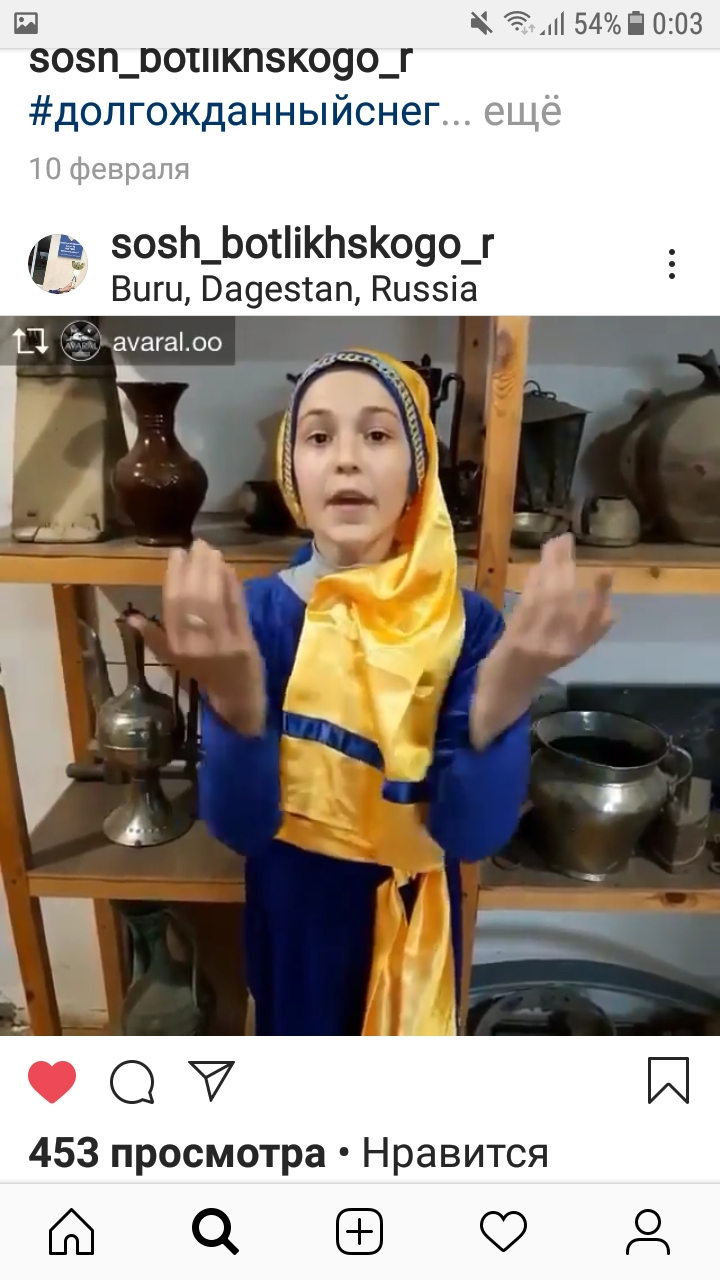 54% 0:03
sosh_botlikhskogo_r
#долгожданныйснег... ещё
10 февраля
sosh_botlikhskogo_r
Buru, Dagestan, Russia
avaral.oo
453 просмотра • Нравится